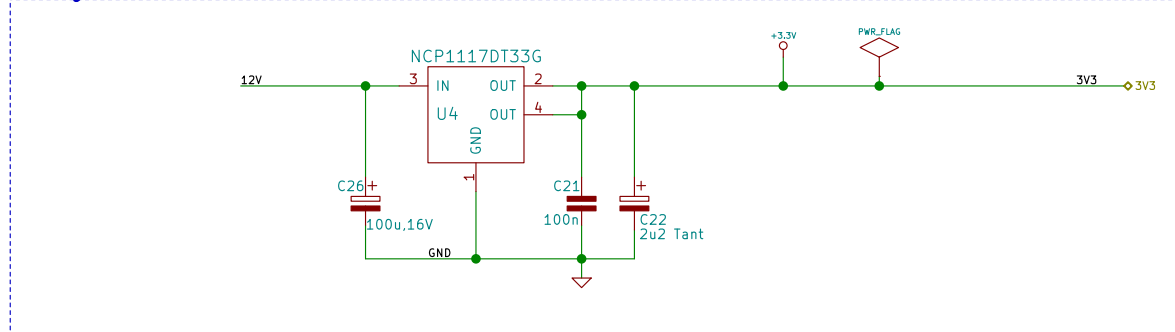 +3.3V
PWR_FLAG
NCP1117DT33G
12V
3
IN
OUT
2
3V3
3V3
U4
OUT
4
GND
1
C26
+
C21
+
100u,16V
100n
C22
2u2 Tant
GND